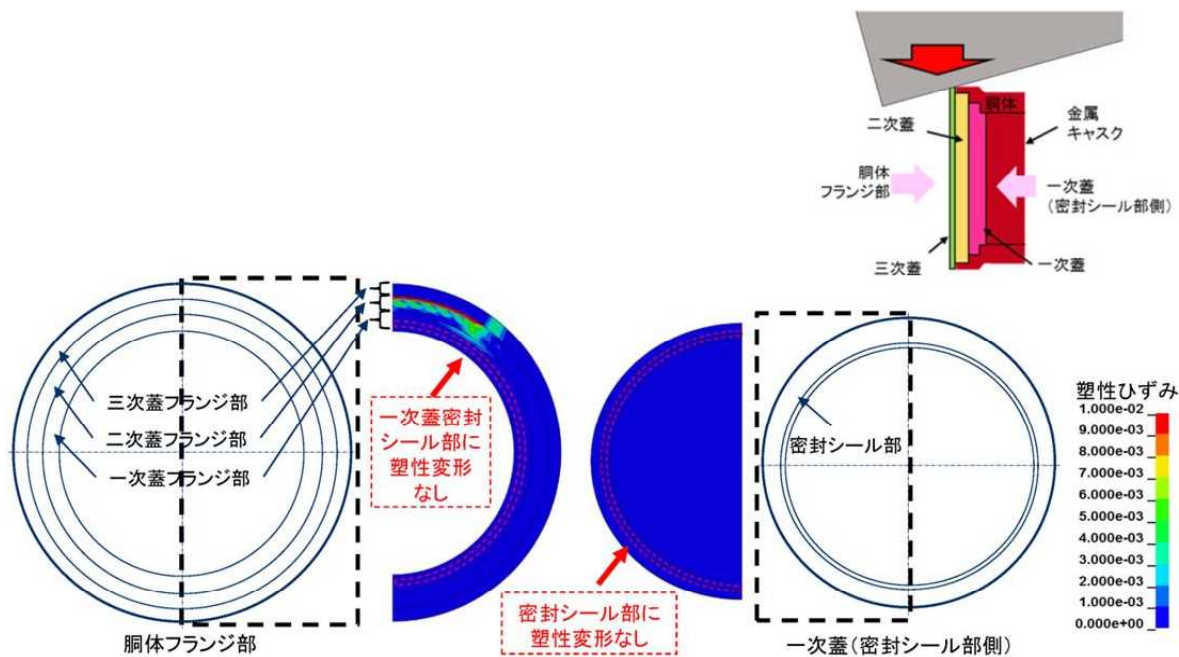 胴体
二次蓋
金属
キャスク
胴体
フランジ部
一次蓋
(密封シール部側)
三次蓋
一次蓋
三次蓋フランジ部
二次蓋フランジ部
一次蓋フランジ部
胴体フランジ部
一次蓋密封
シール部に
塑性変形
なし
密封シール部に
塑性変形なし
密封シール部
一次蓋(密封シール部側)
塑性ひずみ
1.000e-02
9.000e-03
8.000e-03
7.000e-03
6.000e-03
5.000e-03
4.000e-03
3.000e-03
2.000e-03
1.000e-03
0.000e+00